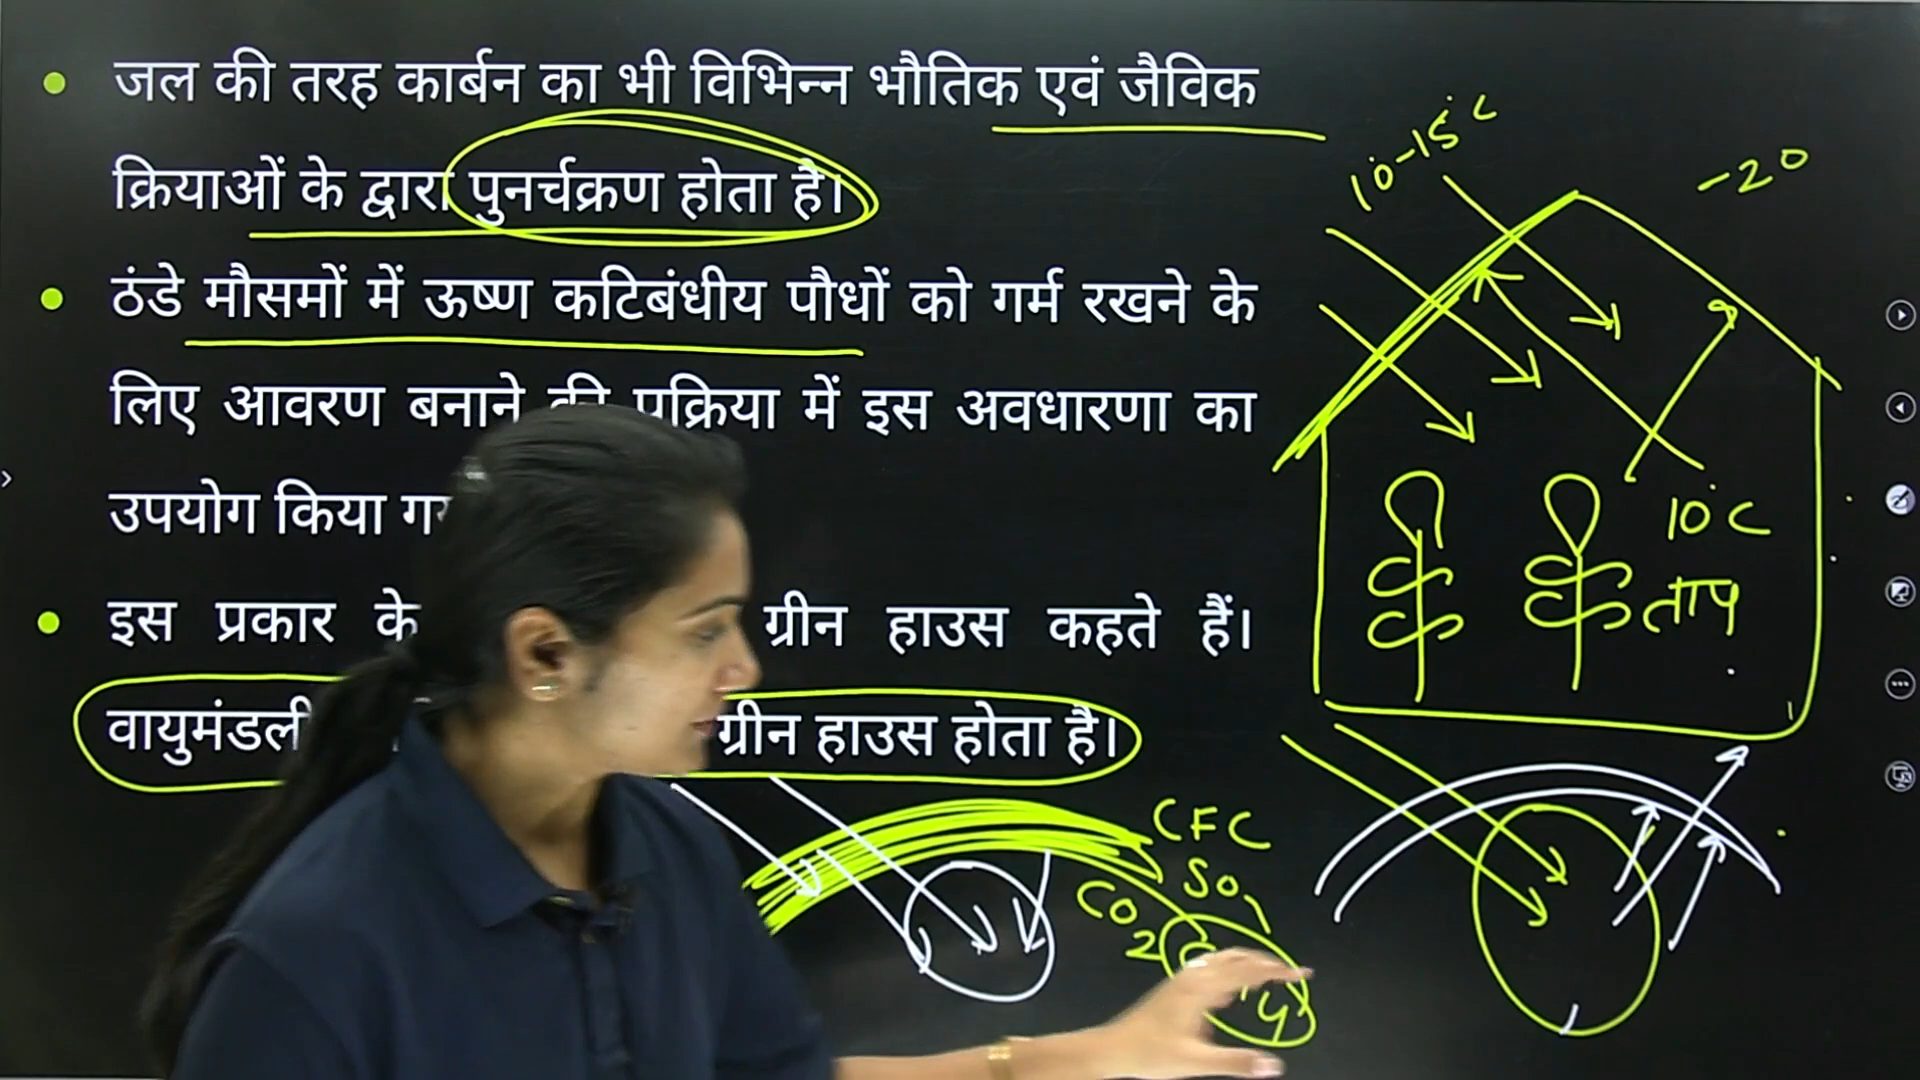 जल की तरह कार्बन का भी विभिन्न भौतिक एवं जैविक
क्रियाओं के द्वारा पुनर्चक्रण होता है।
ठंडे मौसमों में ऊष्ण कटिबंधीय पौधों को गर्म रखने के
लिए आवरण बनाने की प्रक्रिया में इस अवधारणा का
उपयोग किया
इस प्रकार के ग्रीन हाउस कहते हैं।
ग्रीन हाउस होता है।
10-15°C
-20
10°C
ताप
CFC
CO2